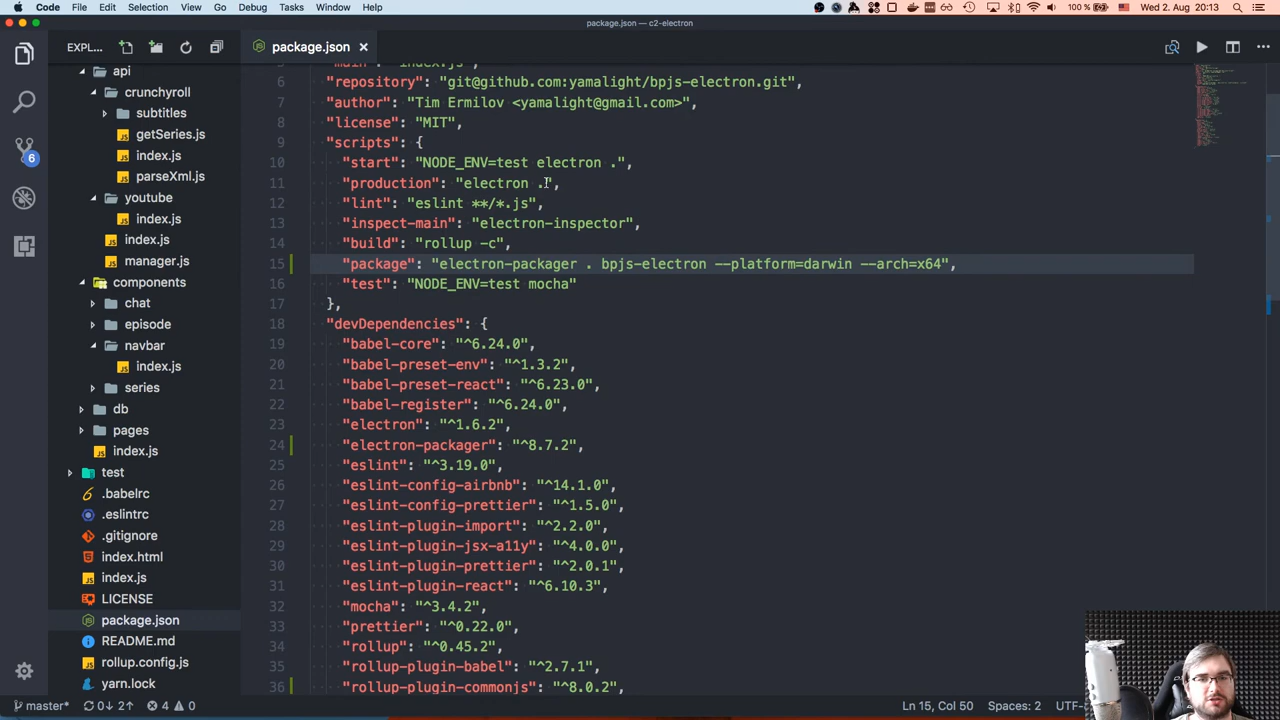 Code File Edit Selection View Go Debug Tasks Window Help 100 % Wed 2. Aug 20:13
package.json — c2-electron
EXPL... package.json
api
crunchyroll
subtitles
getSeries.js
index.js
parseXml.js
youtube
index.js
index.js
manager.js
components
chat
episode
navbar
index.js
series
db
pages
index.js
test
.babelrc
.eslintrc
.gitignore
index.html
index.js
LICENSE
package.json
README.md
rollup.config.js
yarn.lock
6
6 "repository": "git@github.com:yamalight/bpjs-electron.git",
7 "author": "Tim Ermilov <yamalight@gmail.com>",
8 "license": "MIT",
9 "scripts": {
10 "start": "NODE_ENV=test electron .",
11 "production": "electron .",
12 "lint": "eslint **/*.js",
13 "inspect-main": "electron-inspector",
14 "build": "rollup -c",
15 "package": "electron-packager . bpjs-electron --platform=darwin --arch=x64",
16 "test": "NODE_ENV=test mocha"
17 },
18 "devDependencies": {
19 "babel-core": "^6.24.0",
20 "babel-preset-env": "^1.3.2",
21 "babel-preset-react": "^6.23.0",
22 "babel-register": "^6.24.0",
23 "electron": "^1.6.2",
24 "electron-packager": "^8.7.2",
25 "eslint": "^3.19.0",
26 "eslint-config-airbnb": "^14.1.0",
27 "eslint-config-prettier": "^1.5.0",
28 "eslint-plugin-import": "^2.2.0",
29 "eslint-plugin-jsx-a11y": "^4.0.0",
30 "eslint-plugin-prettier": "^2.0.1",
31 "eslint-plugin-react": "^6.10.3",
32 "mocha": "^3.4.2",
33 "prettier": "^0.22.0",
34 "rollup": "^0.45.2",
35 "rollup-plugin-babel": "^2.7.1",
36 "rollup-plugin-commonjs": "^8.0.2",
master* 0↓ 2↑ 4 0 Ln 15, Col 50 Spaces: 2 UTF-